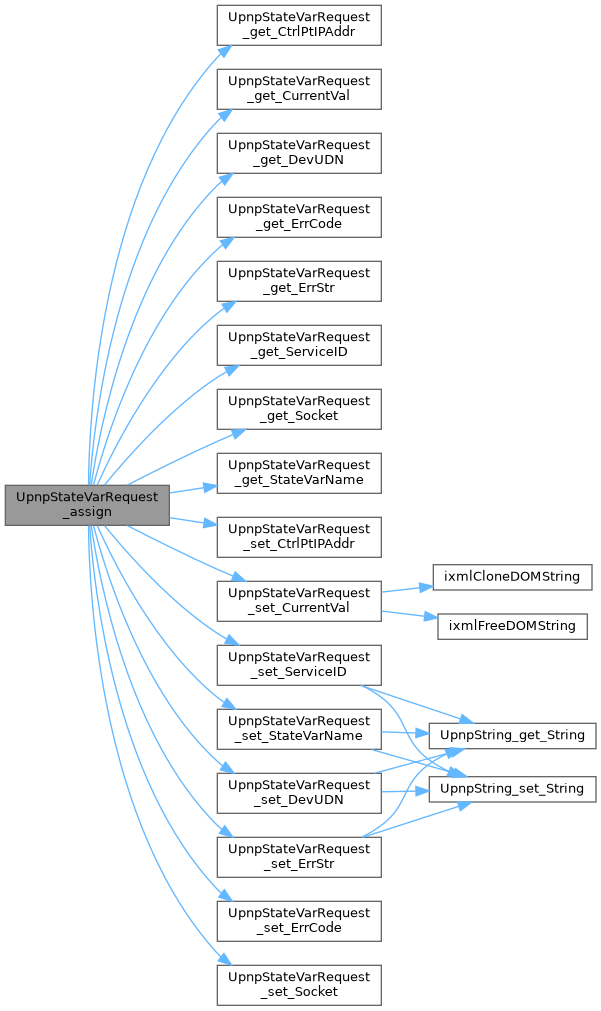 UpnpStateVarRequest
_assign
UpnpStateVarRequest
_get_CtrlPtIPAddr
UpnpStateVarRequest
_get_CurrentVal
UpnpStateVarRequest
_get_DevUDN
UpnpStateVarRequest
_get_ErrCode
UpnpStateVarRequest
_get_ErrStr
UpnpStateVarRequest
_get_ServiceID
UpnpStateVarRequest
_get_Socket
UpnpStateVarRequest
_get_StateVarName
UpnpStateVarRequest
_set_CtrlPtIPAddr
UpnpStateVarRequest
_set_CurrentVal
UpnpStateVarRequest
_set_ServiceID
UpnpStateVarRequest
_set_StateVarName
UpnpStateVarRequest
_set_DevUDN
UpnpStateVarRequest
_set_ErrStr
UpnpStateVarRequest
_set_ErrCode
UpnpStateVarRequest
_set_Socket
ixmlCloneDOMString
ixmlFreeDOMString
UpnpString_get_String
UpnpString_set_String